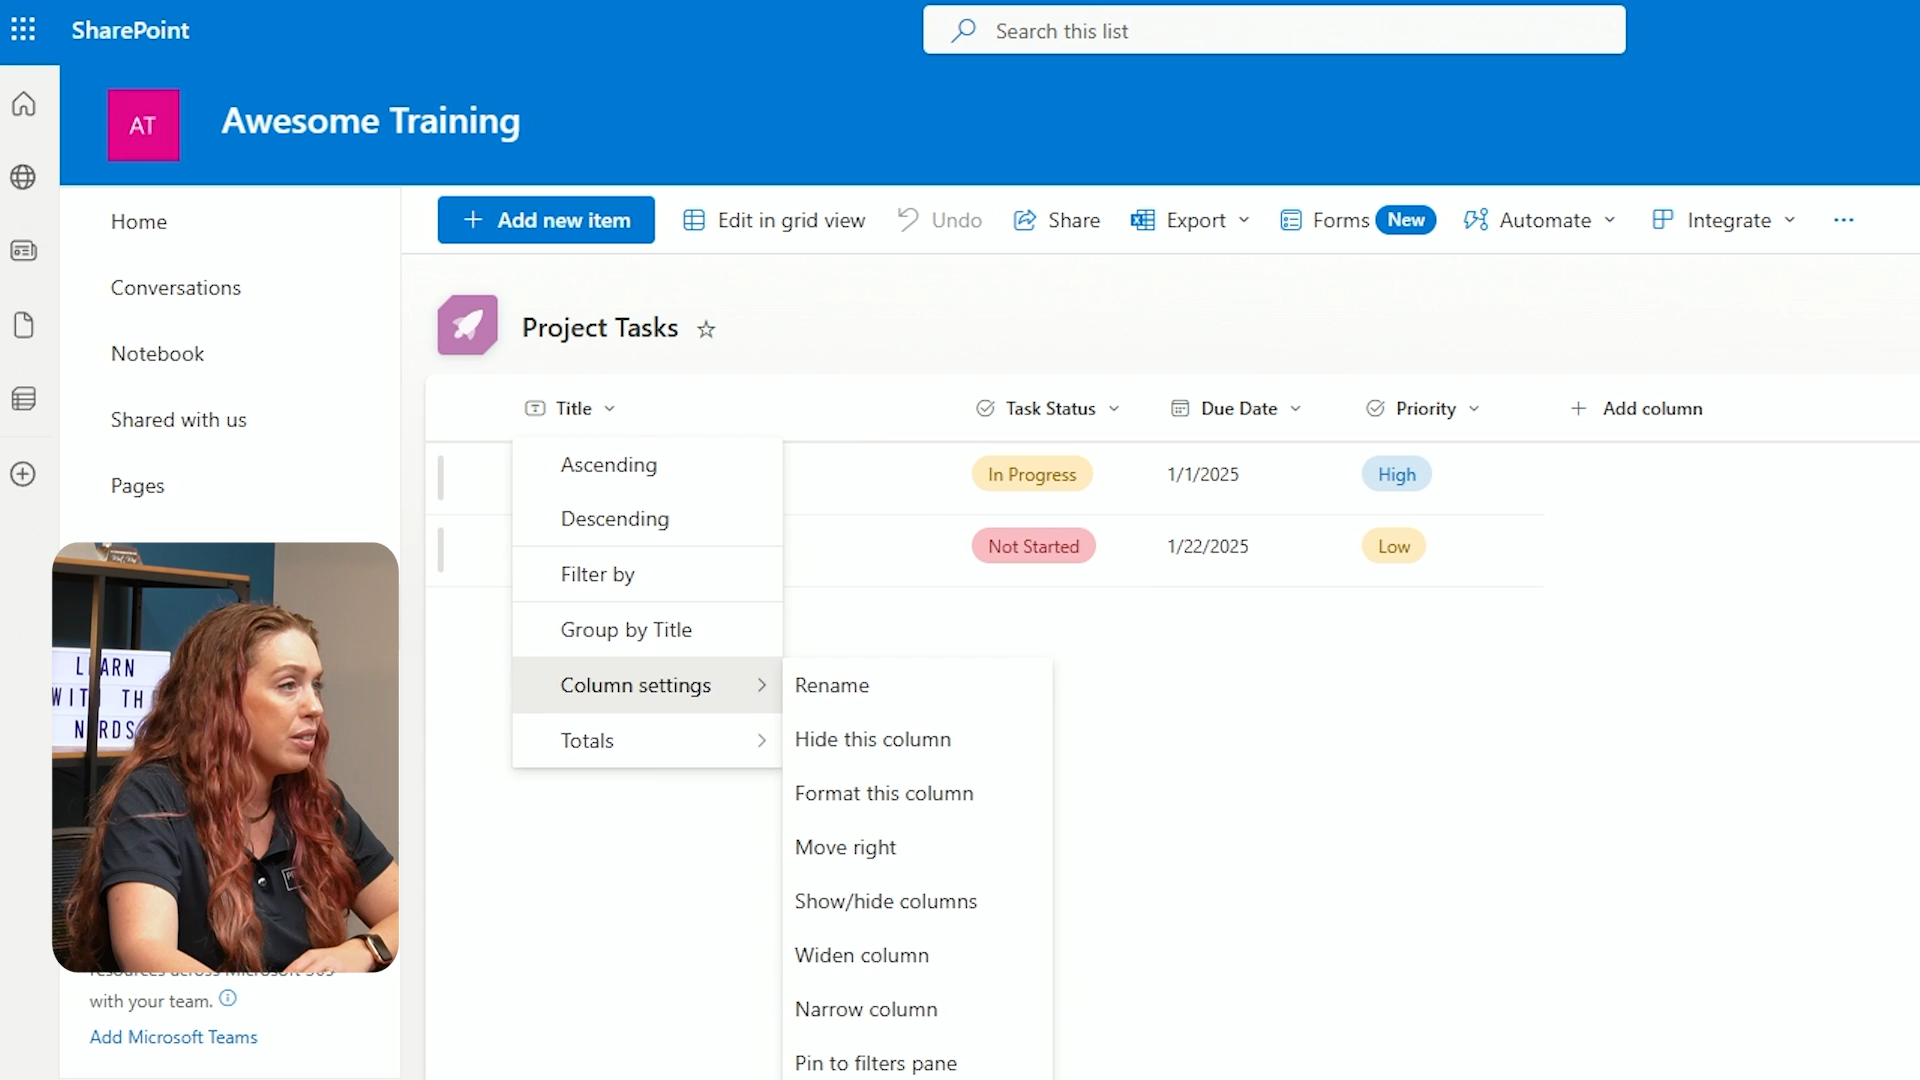 SharePoint
Search this list
AT
Awesome Training
Home
Conversations
Notebook
Shared with us
Pages
Add new item
Edit in grid view
Undo
Share
Export
Forms New
Automate
Integrate
Project Tasks
Title
Task Status
Due Date
Priority
Add column
Ascending
Descending
Filter by
Group by Title
Column settings
Totals
In Progress
1/1/2025
High
Not Started
1/22/2025
Low
Rename
Hide this column
Format this column
Move right
Show/hide columns
Widen column
Narrow column
Pin to filters pane
resources across Microsoft 365
with your team.
Add Microsoft Teams